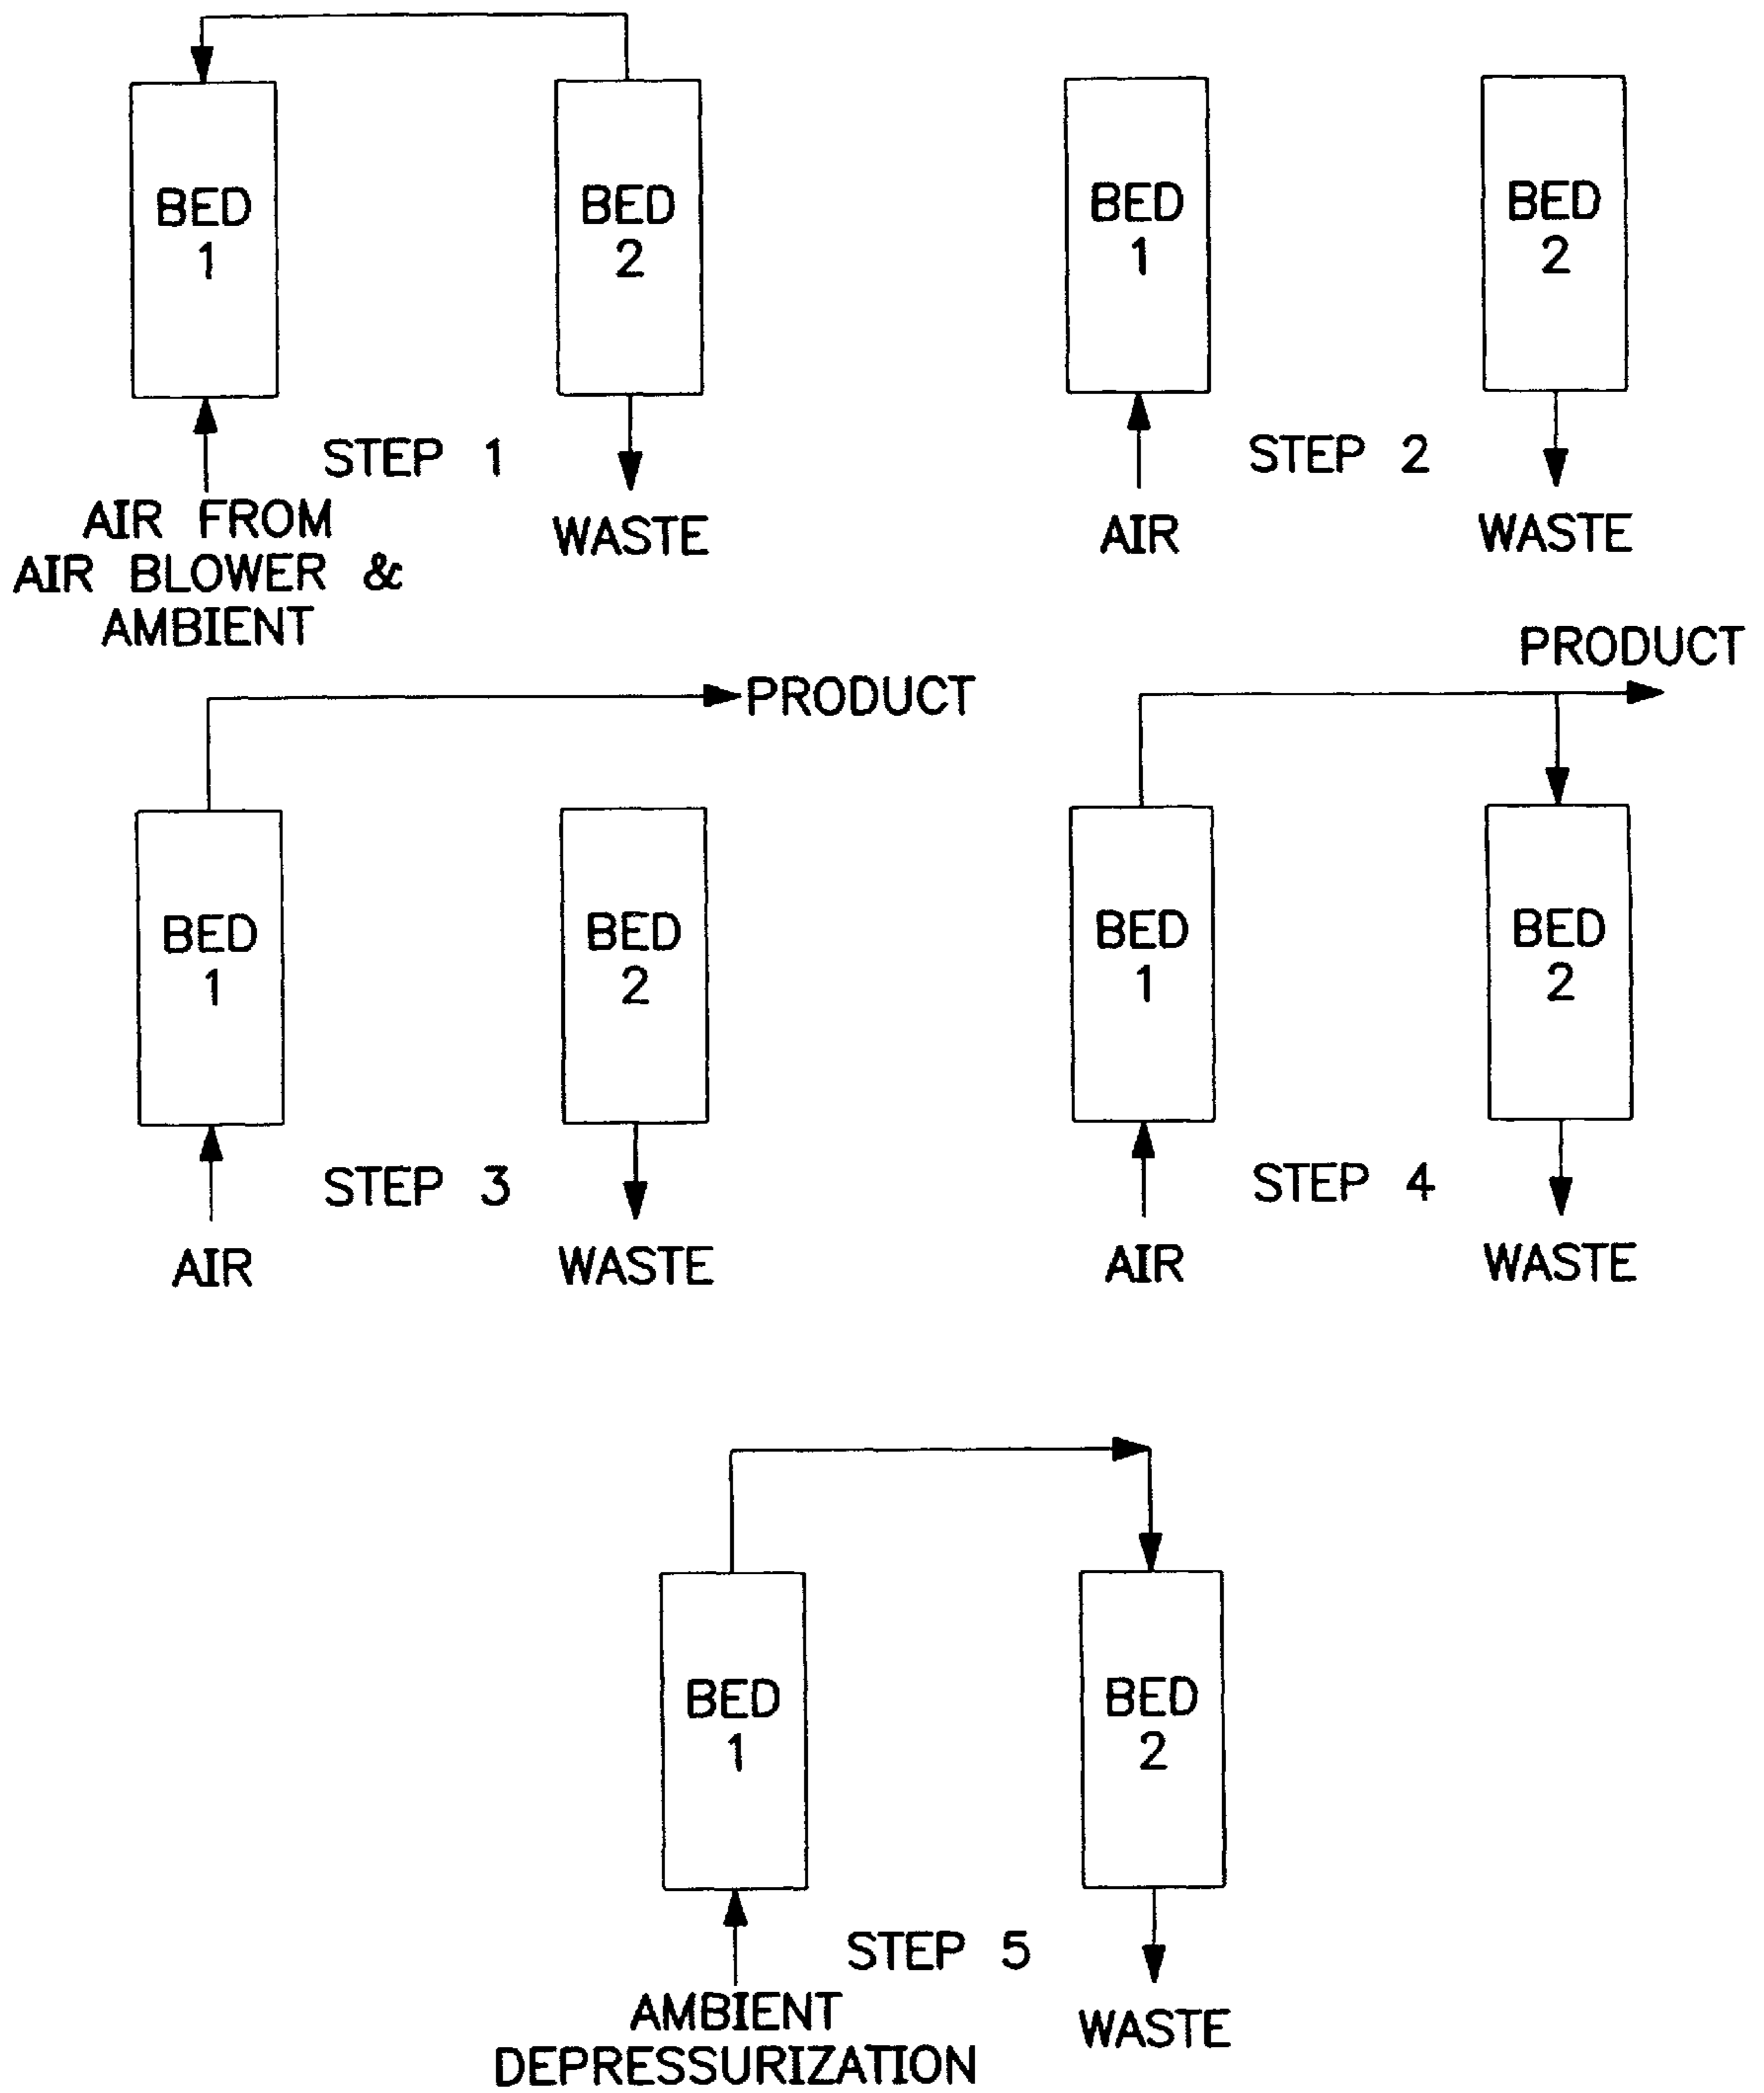 BED
1
BED
2
STEP 1
AIR FROM
AIR BLOWER &
AMBIENT
WASTE
BED
1
BED
2
STEP 2
AIR
WASTE
PRODUCT
BED
1
BED
2
STEP 3
AIR
WASTE
PRODUCT
BED
1
BED
2
STEP 4
AIR
WASTE
BED
1
BED
2
STEP 5
AMBIENT
DEPRESSURIZATION
WASTE